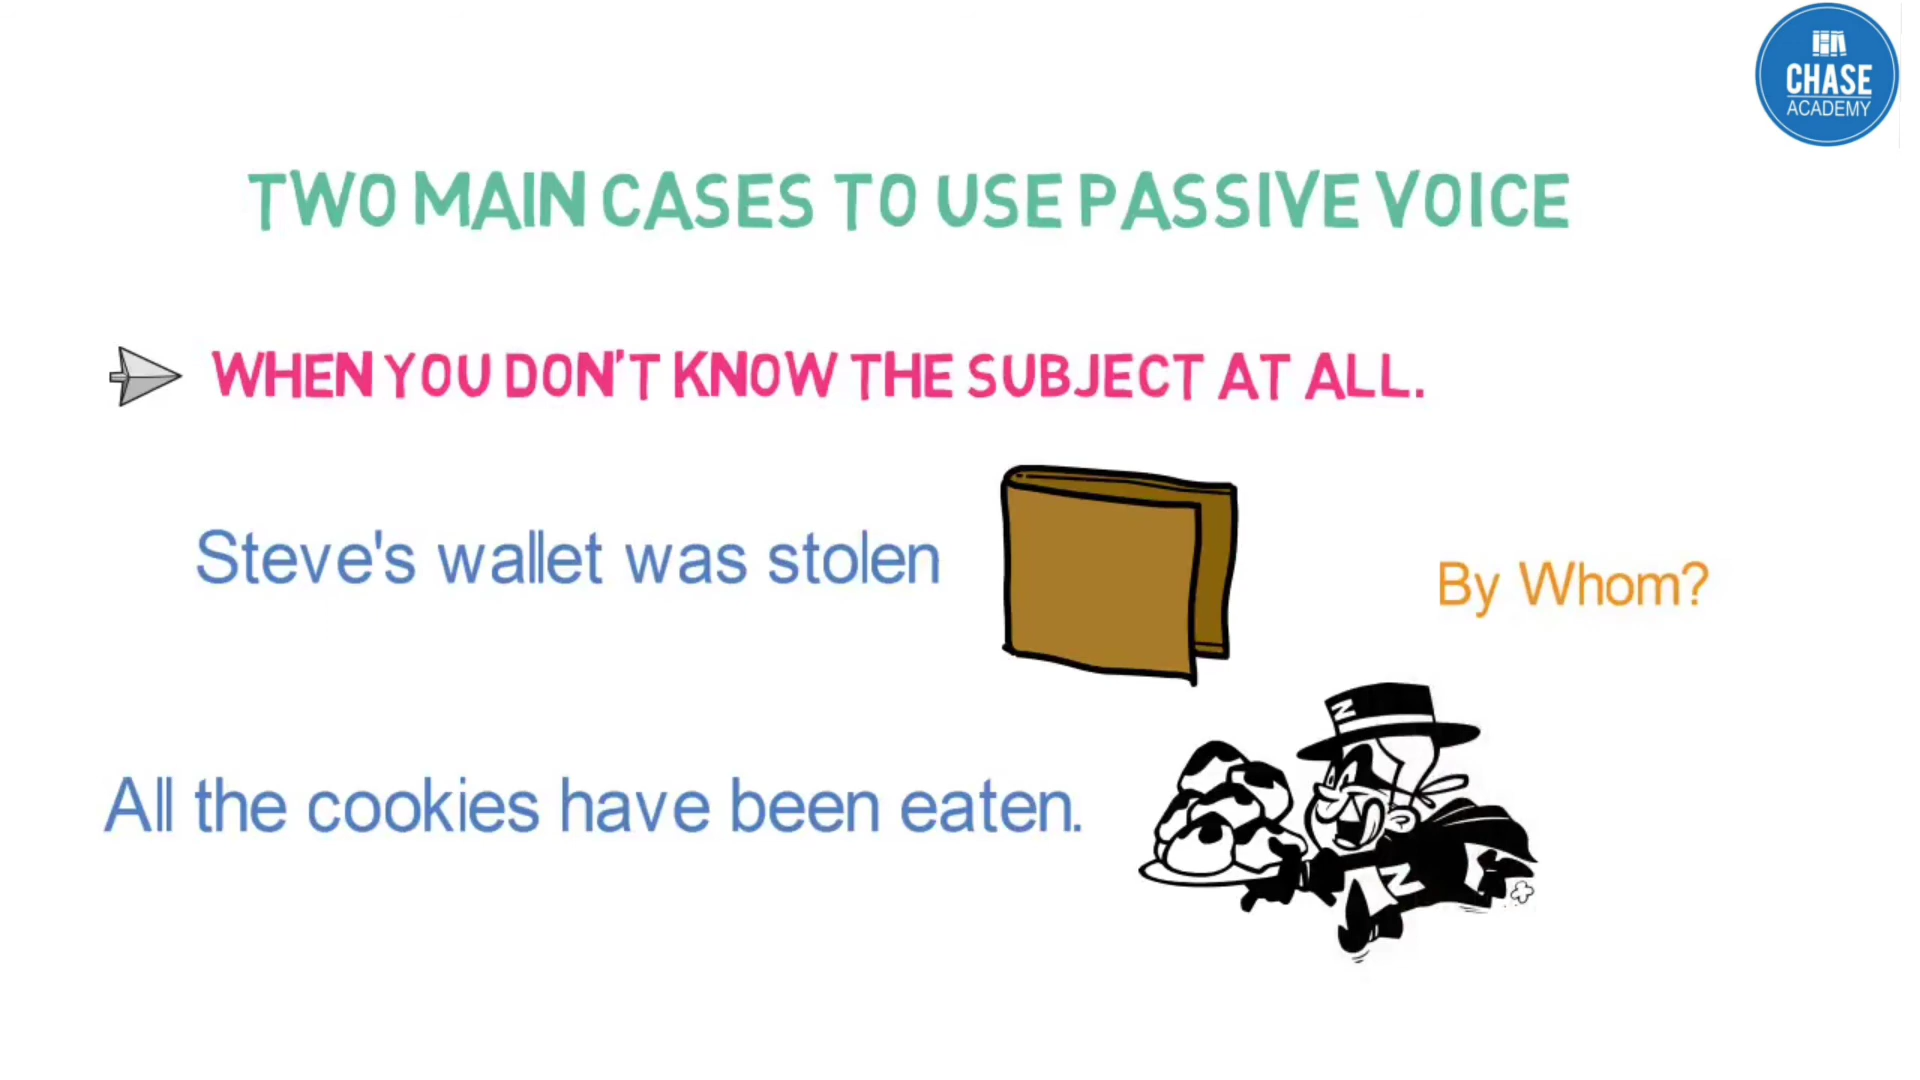 CHASE
ACADEMY
TWO MAIN CASES TO USE PASSIVE VOICE
WHEN YOU DON'T KNOW THE SUBJECT AT ALL.
Steve's wallet was stolen
By Whom?
All the cookies have been eaten.
N
N